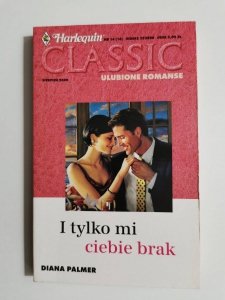 Harlequin
CLASSIC
ULUBIONE ROMANSE
I tylko mi
ciebie brak
DIANA PALMER